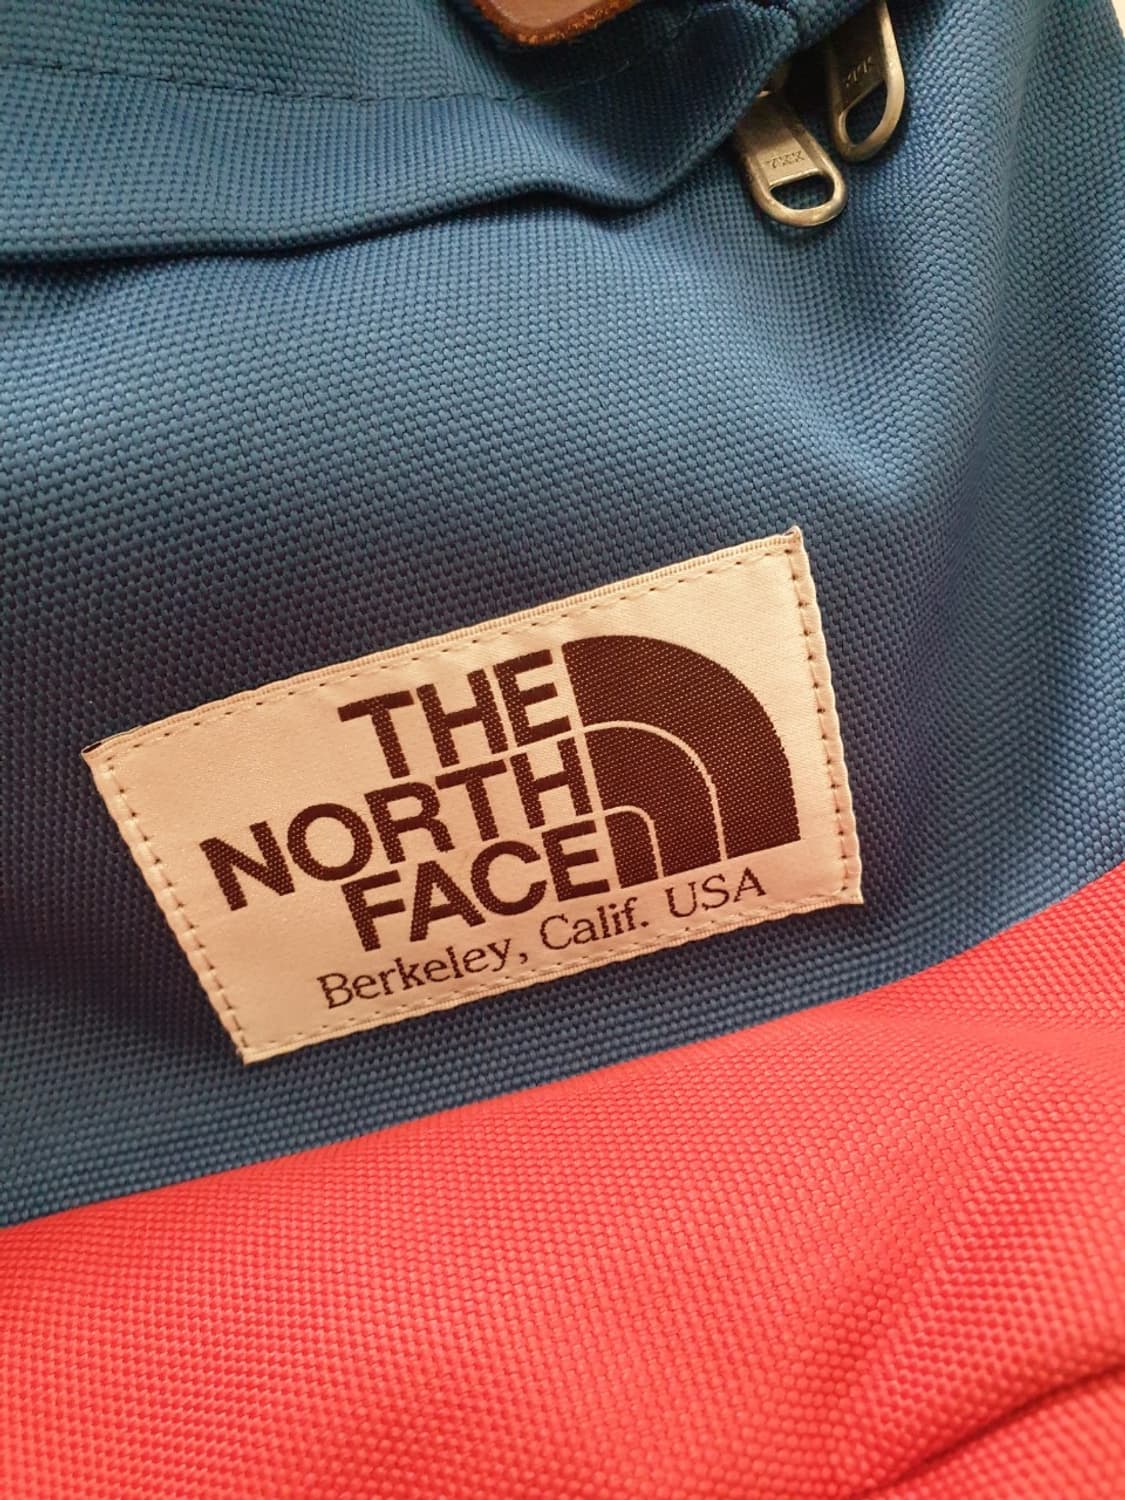 THE
NORTH
FACE
Berkeley, Calif. USA